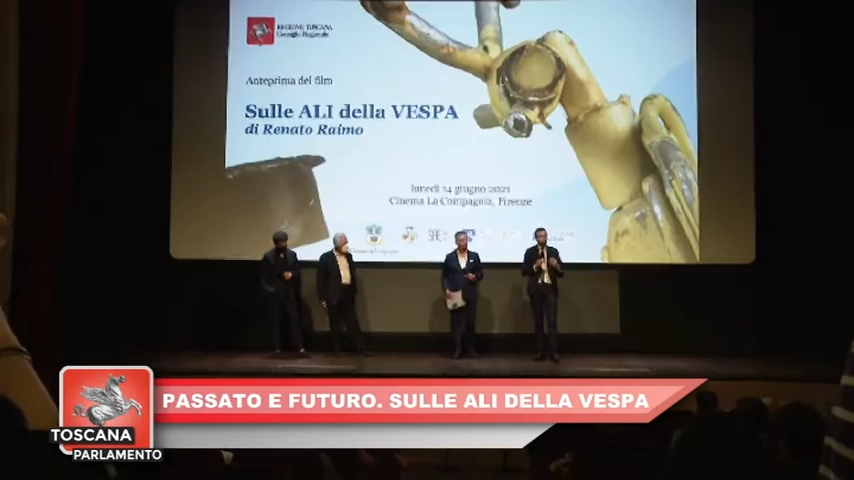 REGIONE TOSCANA
Consiglio Regionale
Anteprima del film
Sulle ALI della VESPA
di Renato Raimo
lunedì 14 giugno 2021
Cinema La Compagnia, Firenze
PASSATO E FUTURO. SULLE ALI DELLA VESPA
TOSCANA
PARLAMENTO